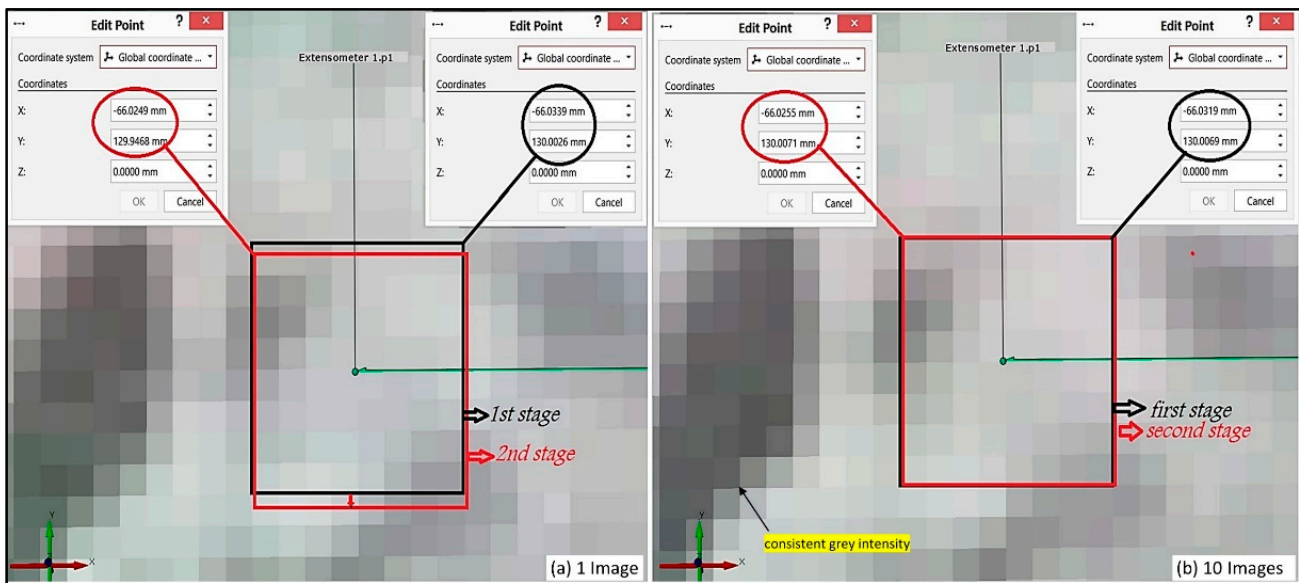 Edit Point
?
x
Coordinate system
Global coordinate ...
Coordinates
X:
-66.0249 mm
Y:
129.9468 mm
Z:
0.0000 mm
OK
Cancel
Extensometer 1.p1
Edit Point
?
x
Coordinate system
Global coordinate ...
Coordinates
X:
-66.0339 mm
Y:
130.0026 mm
Z:
0.0000 mm
OK
Cancel
1st stage
2nd stage
Y
X
(a) 1 Image
Edit Point
?
x
Coordinate system
Global coordinate ...
Coordinates
X:
-66.0255 mm
Y:
130.0071 mm
Z:
0.0000 mm
OK
Cancel
Extensometer 1.p1
Edit Point
?
x
Coordinate system
Global coordinate ...
Coordinates
X:
-66.0319 mm
Y:
130.0069 mm
Z:
0.0000 mm
OK
Cancel
first stage
second stage
consistent grey intensity
Y
X
(b) 10 Images